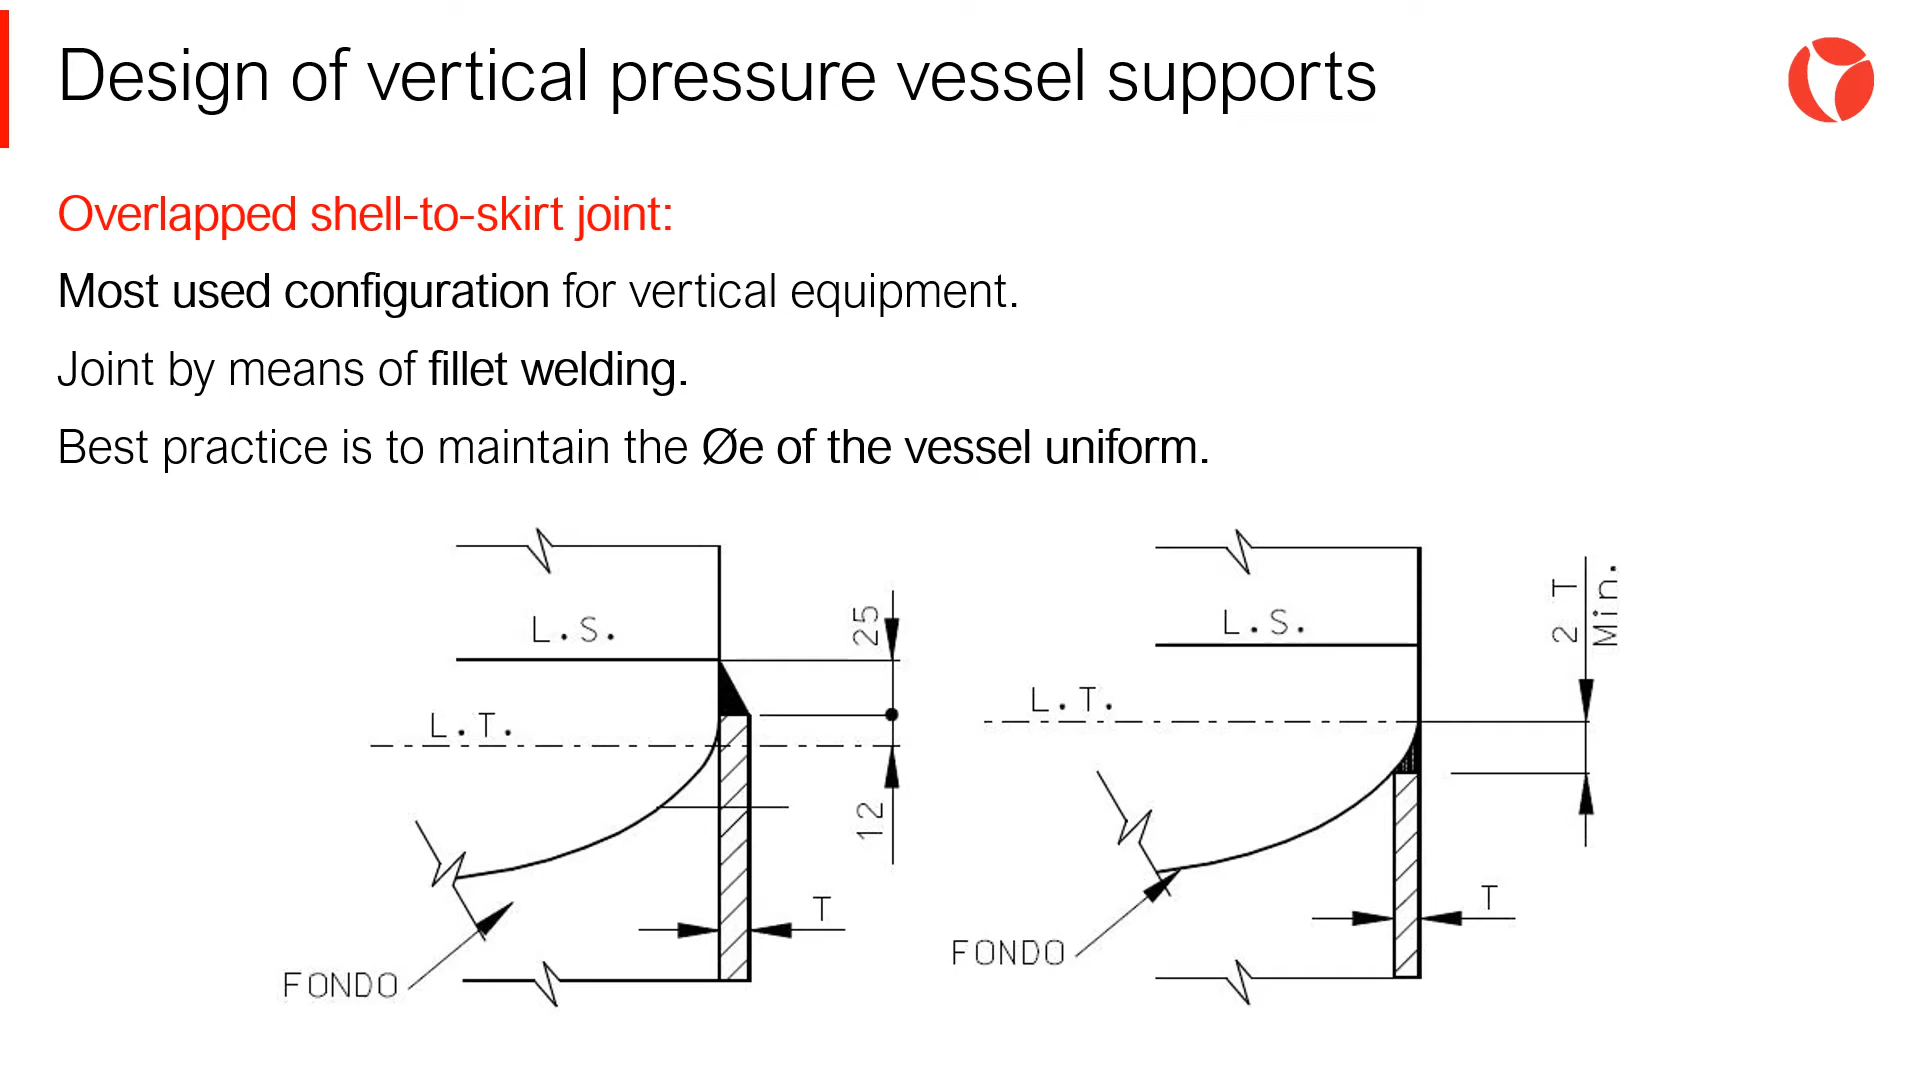 Design of vertical pressure vessel supports
Overlapped shell-to-skirt joint:
Most used configuration for vertical equipment.
Joint by means of fillet welding.
Best practice is to maintain the Øe of the vessel uniform.
L.S.
25
L.T.
12
T
FONDO
L.S.
2 T
Min.
L.T.
T
FONDO